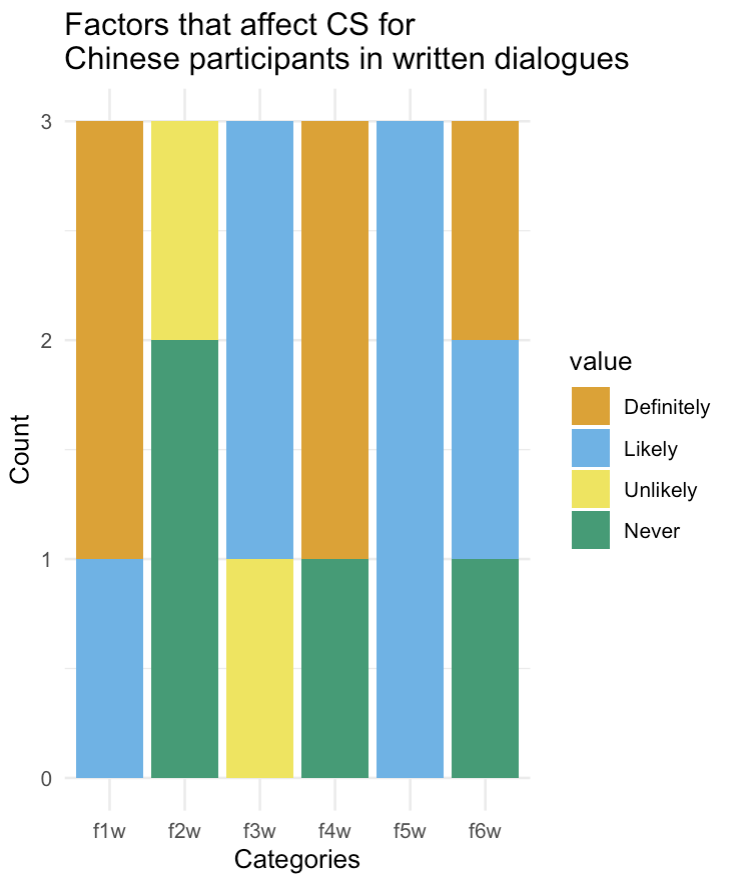 Factors that affect CS for
Chinese participants in written dialogues
3
2
1
0
Count
f1w f2w f3w f4w f5w f6w
Categories
value
Definitely
Likely
Unlikely
Never